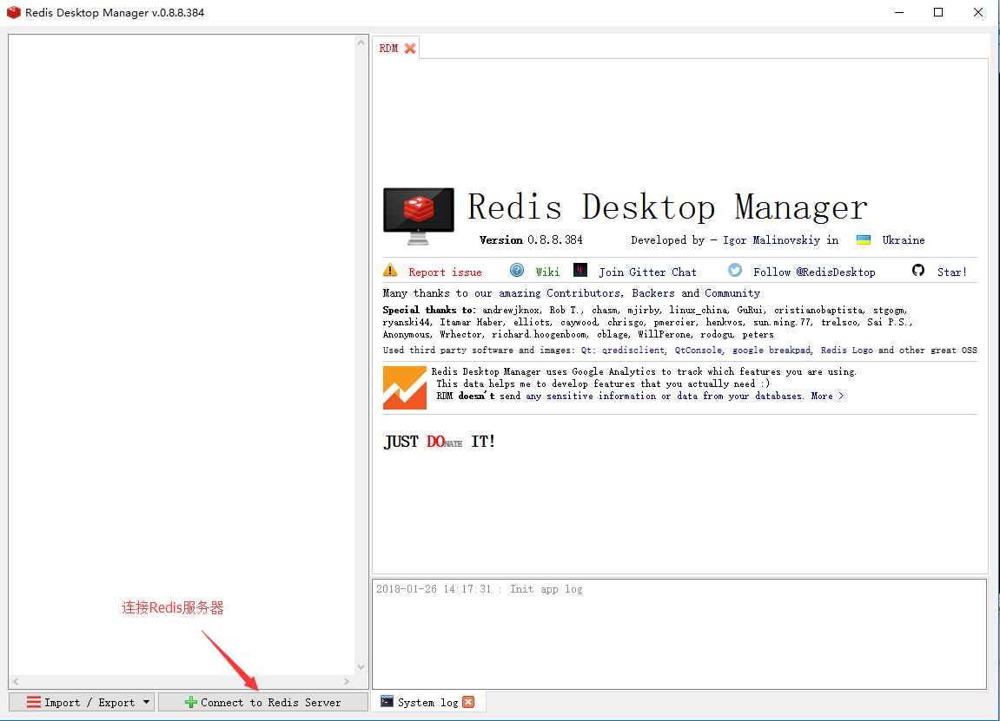 Redis Desktop Manager v.0.8.8.384
RDM
Redis Desktop Manager
Version 0.8.8.384 Developed by - Igor Malinovskiy in Ukraine
Report issue Wiki Join Gitter Chat Follow @RedisDesktop Star!
Many thanks to our amazing Contributors, Backers and Community
Special thanks to: andrewjknox, Rob T., chasm, mjirby, linux_china, GuRui, cristianobaptista, stgogm,
ryanski44, Itamar Haber, elliots, caywood, chrisgo, pmercier, henkvos, sun.ming.77, trelsco, Sai P.S.,
Anonymous, Wrhector, richard.hoogenboom, cblage, WillPerone, rodogu, peters
Used third party software and images: Qt; qredisclient, QtConsole, google breakpad, Redis Logo and other great OSS
Redis Desktop Manager uses Google Analytics to track which features you are using.
This data helps me to develop features that you actually need :)
RDM doesn't send any sensitive information or data from your databases. More >
JUST DONATE IT!
2018-01-26 14:17:31 : Init app log
连接Redis服务器
Import / Export
Connect to Redis Server
System log